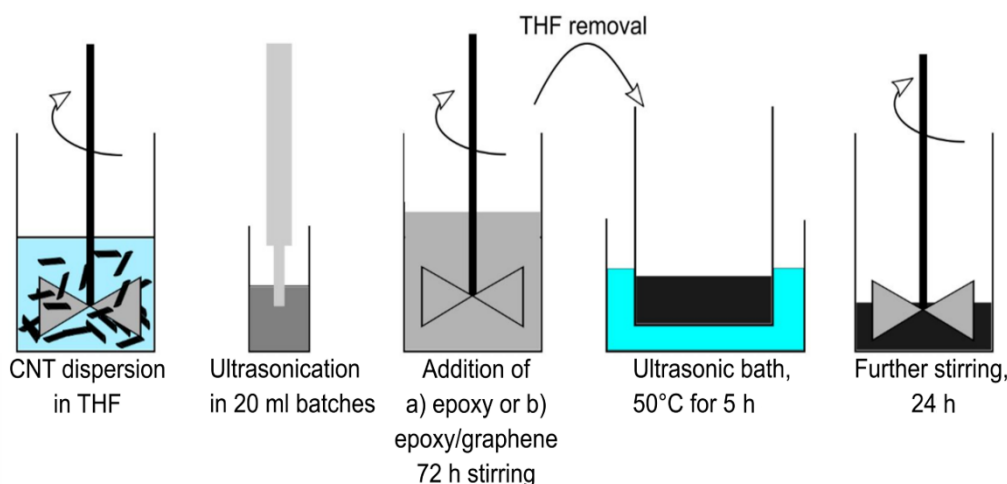 THF removal
CNT dispersion
in THF
Ultrasonication
in 20 ml batches
Addition of
a) epoxy or b)
epoxy/graphene
72 h stirring
Ultrasonic bath,
50°C for 5 h
Further stirring,
24 h